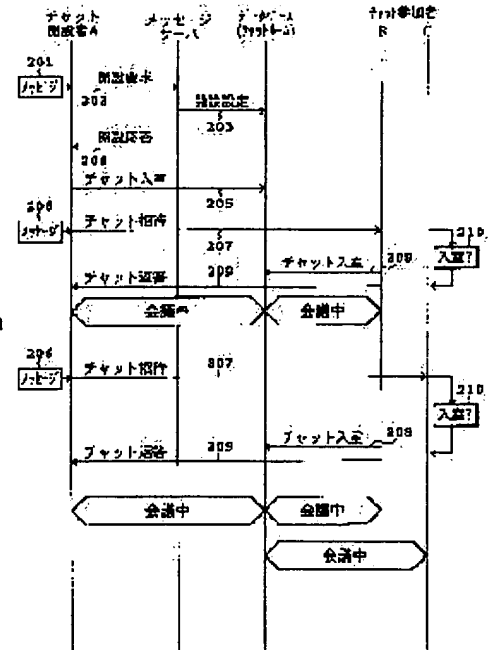 チャット
開設者A
メッセージ
サーバ
データベース
(チャットルーム)
チャット参加者
B C
201
メッセージ
開設要求
202
203
開設応答
チャット入室
205
206
メッセージ
チャット招待
207
210
入室?
チャット入室
209
チャット返答
会議中
会議中
206
メッセージ
チャット招待
207
210
入室?
チャット入室
208
チャット返答
209
会議中
会議中
会議中